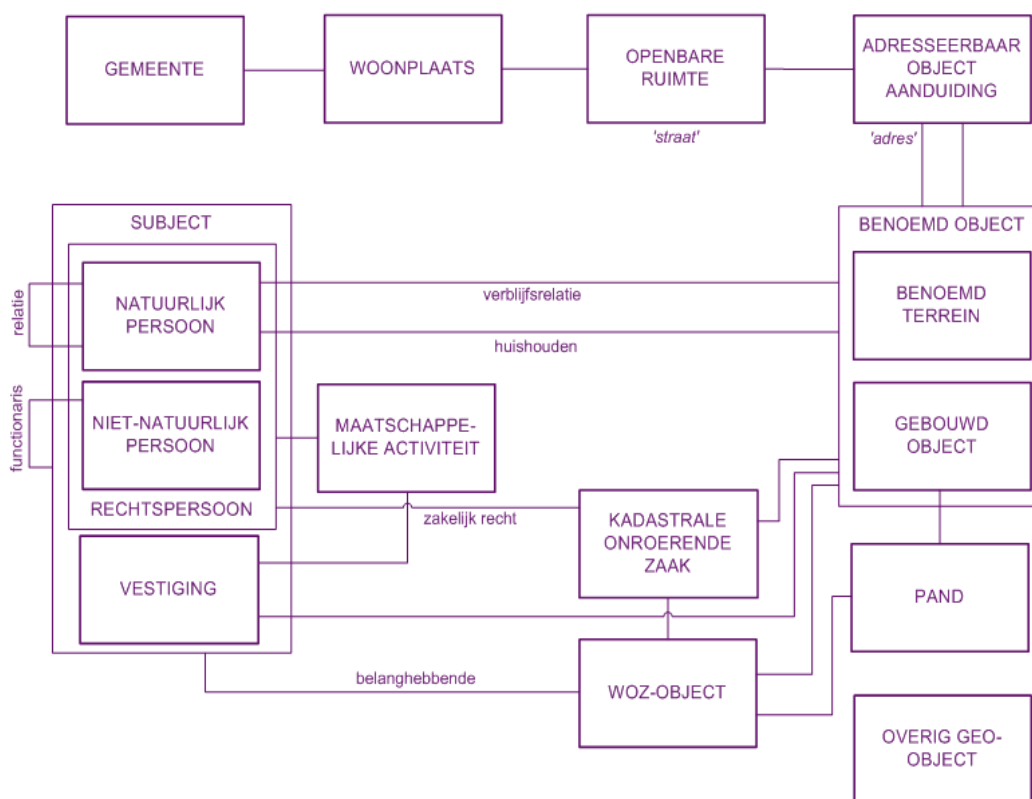 GEMEENTE
WOONPLAATS
OPENBARE
RUIMTE
ADRESSEERBAAR
OBJECT
AANDUIDING
'straat'
'adres'
SUBJECT
BENOEMD OBJECT
relatie
NATUURLIJK
PERSOON
verblijfsrelatie
huishouden
BENOEMD
TERREIN
functionaris
NIET-NATUURLIJK
PERSOON
MAATSCHAPPE-
LIJKE ACTIVITEIT
GEBOUWD
OBJECT
RECHTSPERSOON
zakelijk recht
KADASTRALE
ONROERENDE
ZAAK
VESTIGING
PAND
belanghebbende
WOZ-OBJECT
OVERIG GEO-
OBJECT